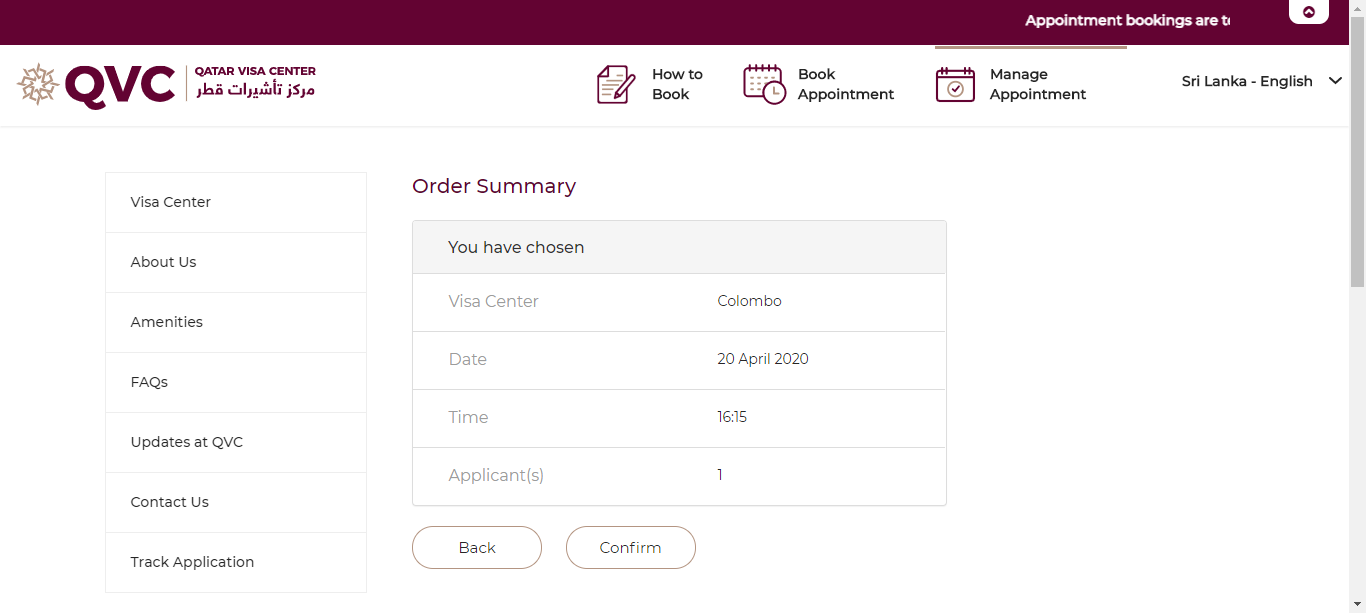 Appointment bookings are
QVC
QATAR VISA CENTER
مركز تأشيرات قطر
How to
Book
Book
Appointment
Manage
Appointment
Sri Lanka - English
Visa Center
About Us
Amenities
FAQs
Updates at QVC
Contact Us
Track Application
Order Summary
You have chosen
Visa Center Colombo
Date 20 April 2020
Time 16:15
Applicant(s) 1
Back Confirm